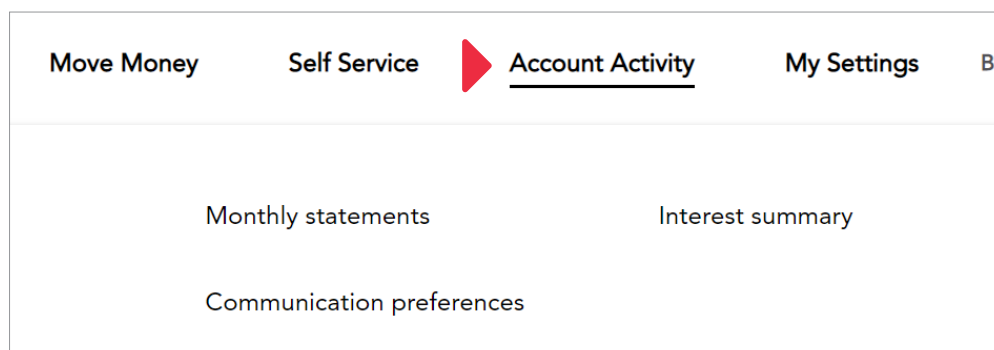 Move Money Self Service Account Activity My Settings B
Monthly statements Interest summary
Communication preferences